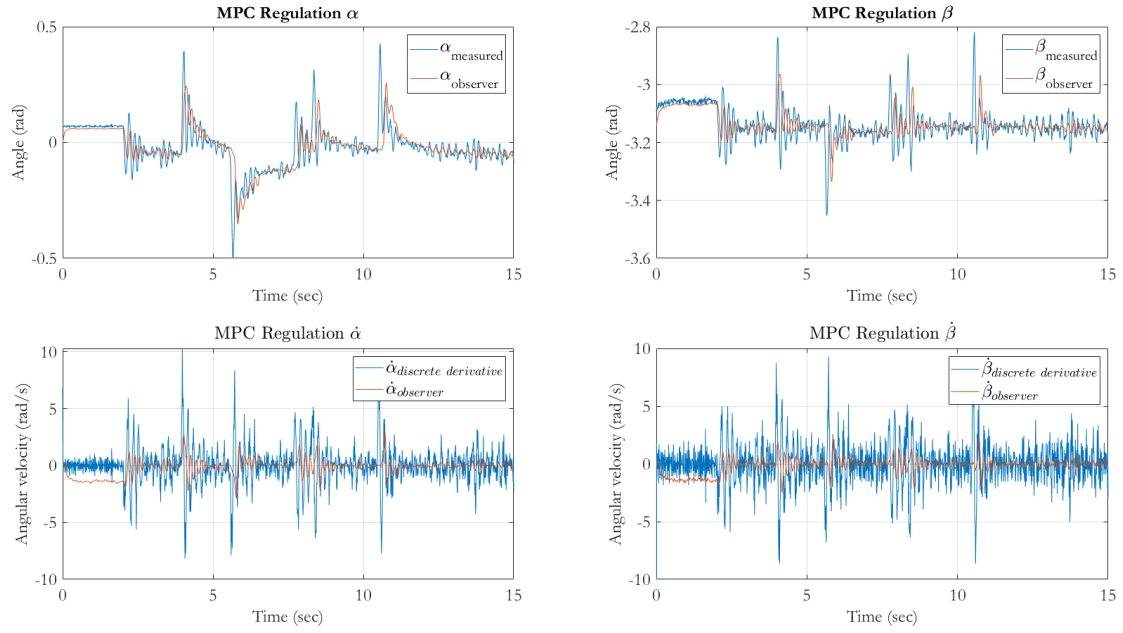 MPC Regulation α
0.5
0
-0.5
Angle (rad)
α measured
α observer
0 5 10 15
Time (sec)
MPC Regulation β
-2.8
-3
-3.2
-3.4
-3.6
Angle (rad)
β measured
β observer
0 5 10 15
Time (sec)
MPC Regulation α̇
10
5
0
-5
-10
Angular velocity (rad/s)
α̇ discrete derivative
α̇ observer
0 5 10 15
Time (sec)
MPC Regulation β̇
10
5
0
-5
-10
Angular velocity (rad/s)
β̇ discrete derivative
β̇ observer
0 5 10 15
Time (sec)